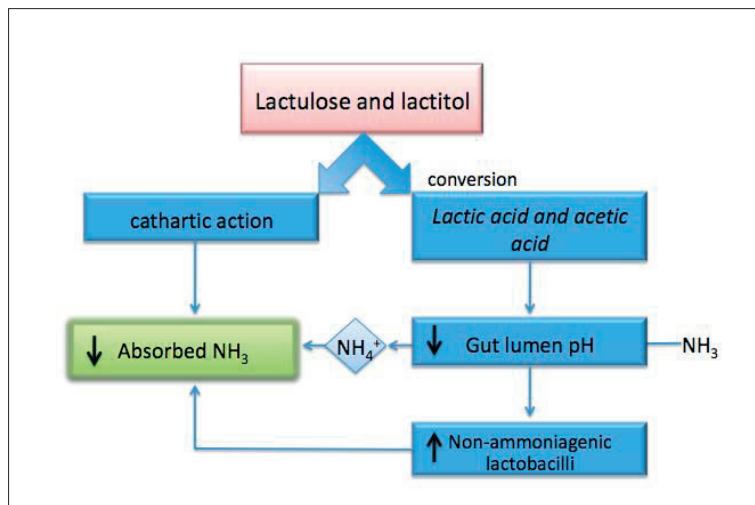 Lactulose and lactitol
conversion
cathartic action
Lactic acid and acetic
acid
↓ Absorbed NH₃
NH₄⁺
↓ Gut lumen pH
NH₃
↑ Non-ammoniagenic
lactobacilli